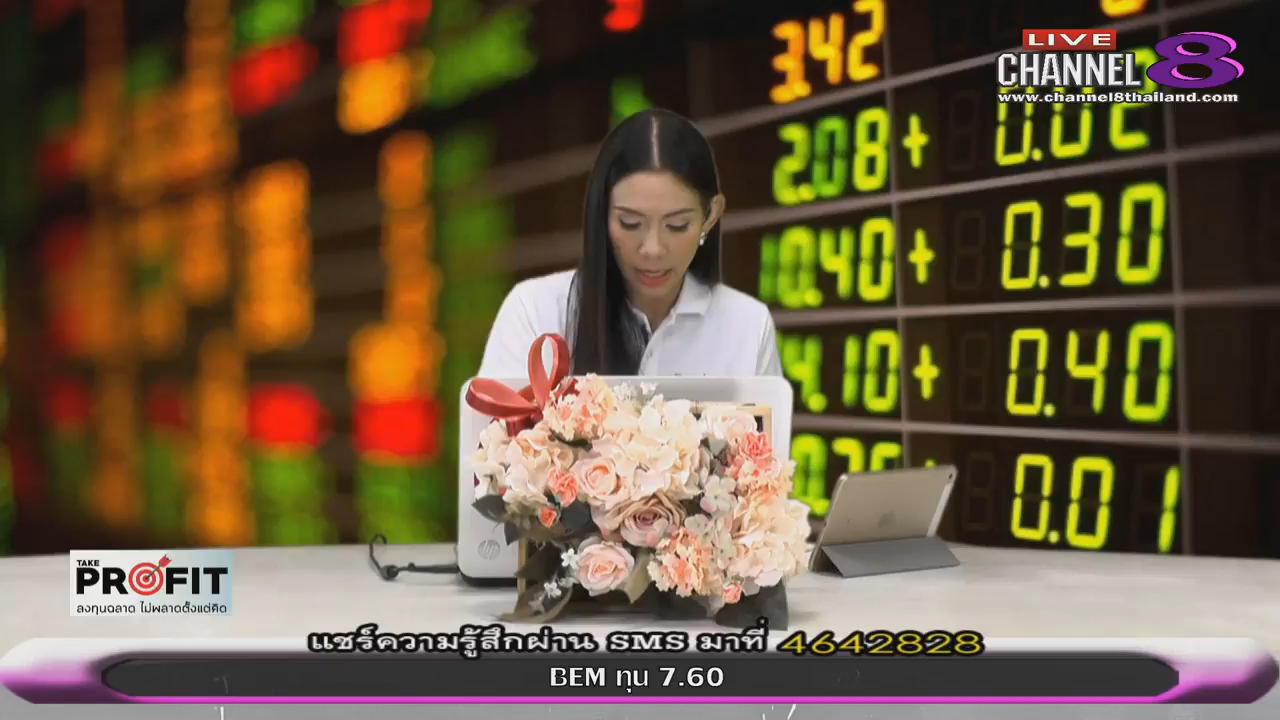 LIVE
CHANNEL 8
www.channel8thailand.com
3.42
2.08 + 0.02
10.40 + 0.30
4.10 + 0.40
0.01
TAKE
PROFIT
ลงทุนฉลาด ไม่พลาดตั้งแต่คิด
hp
แชร์ความรู้สึกผ่าน SMS มาที่ 4642828
BEM ทุน 7.60